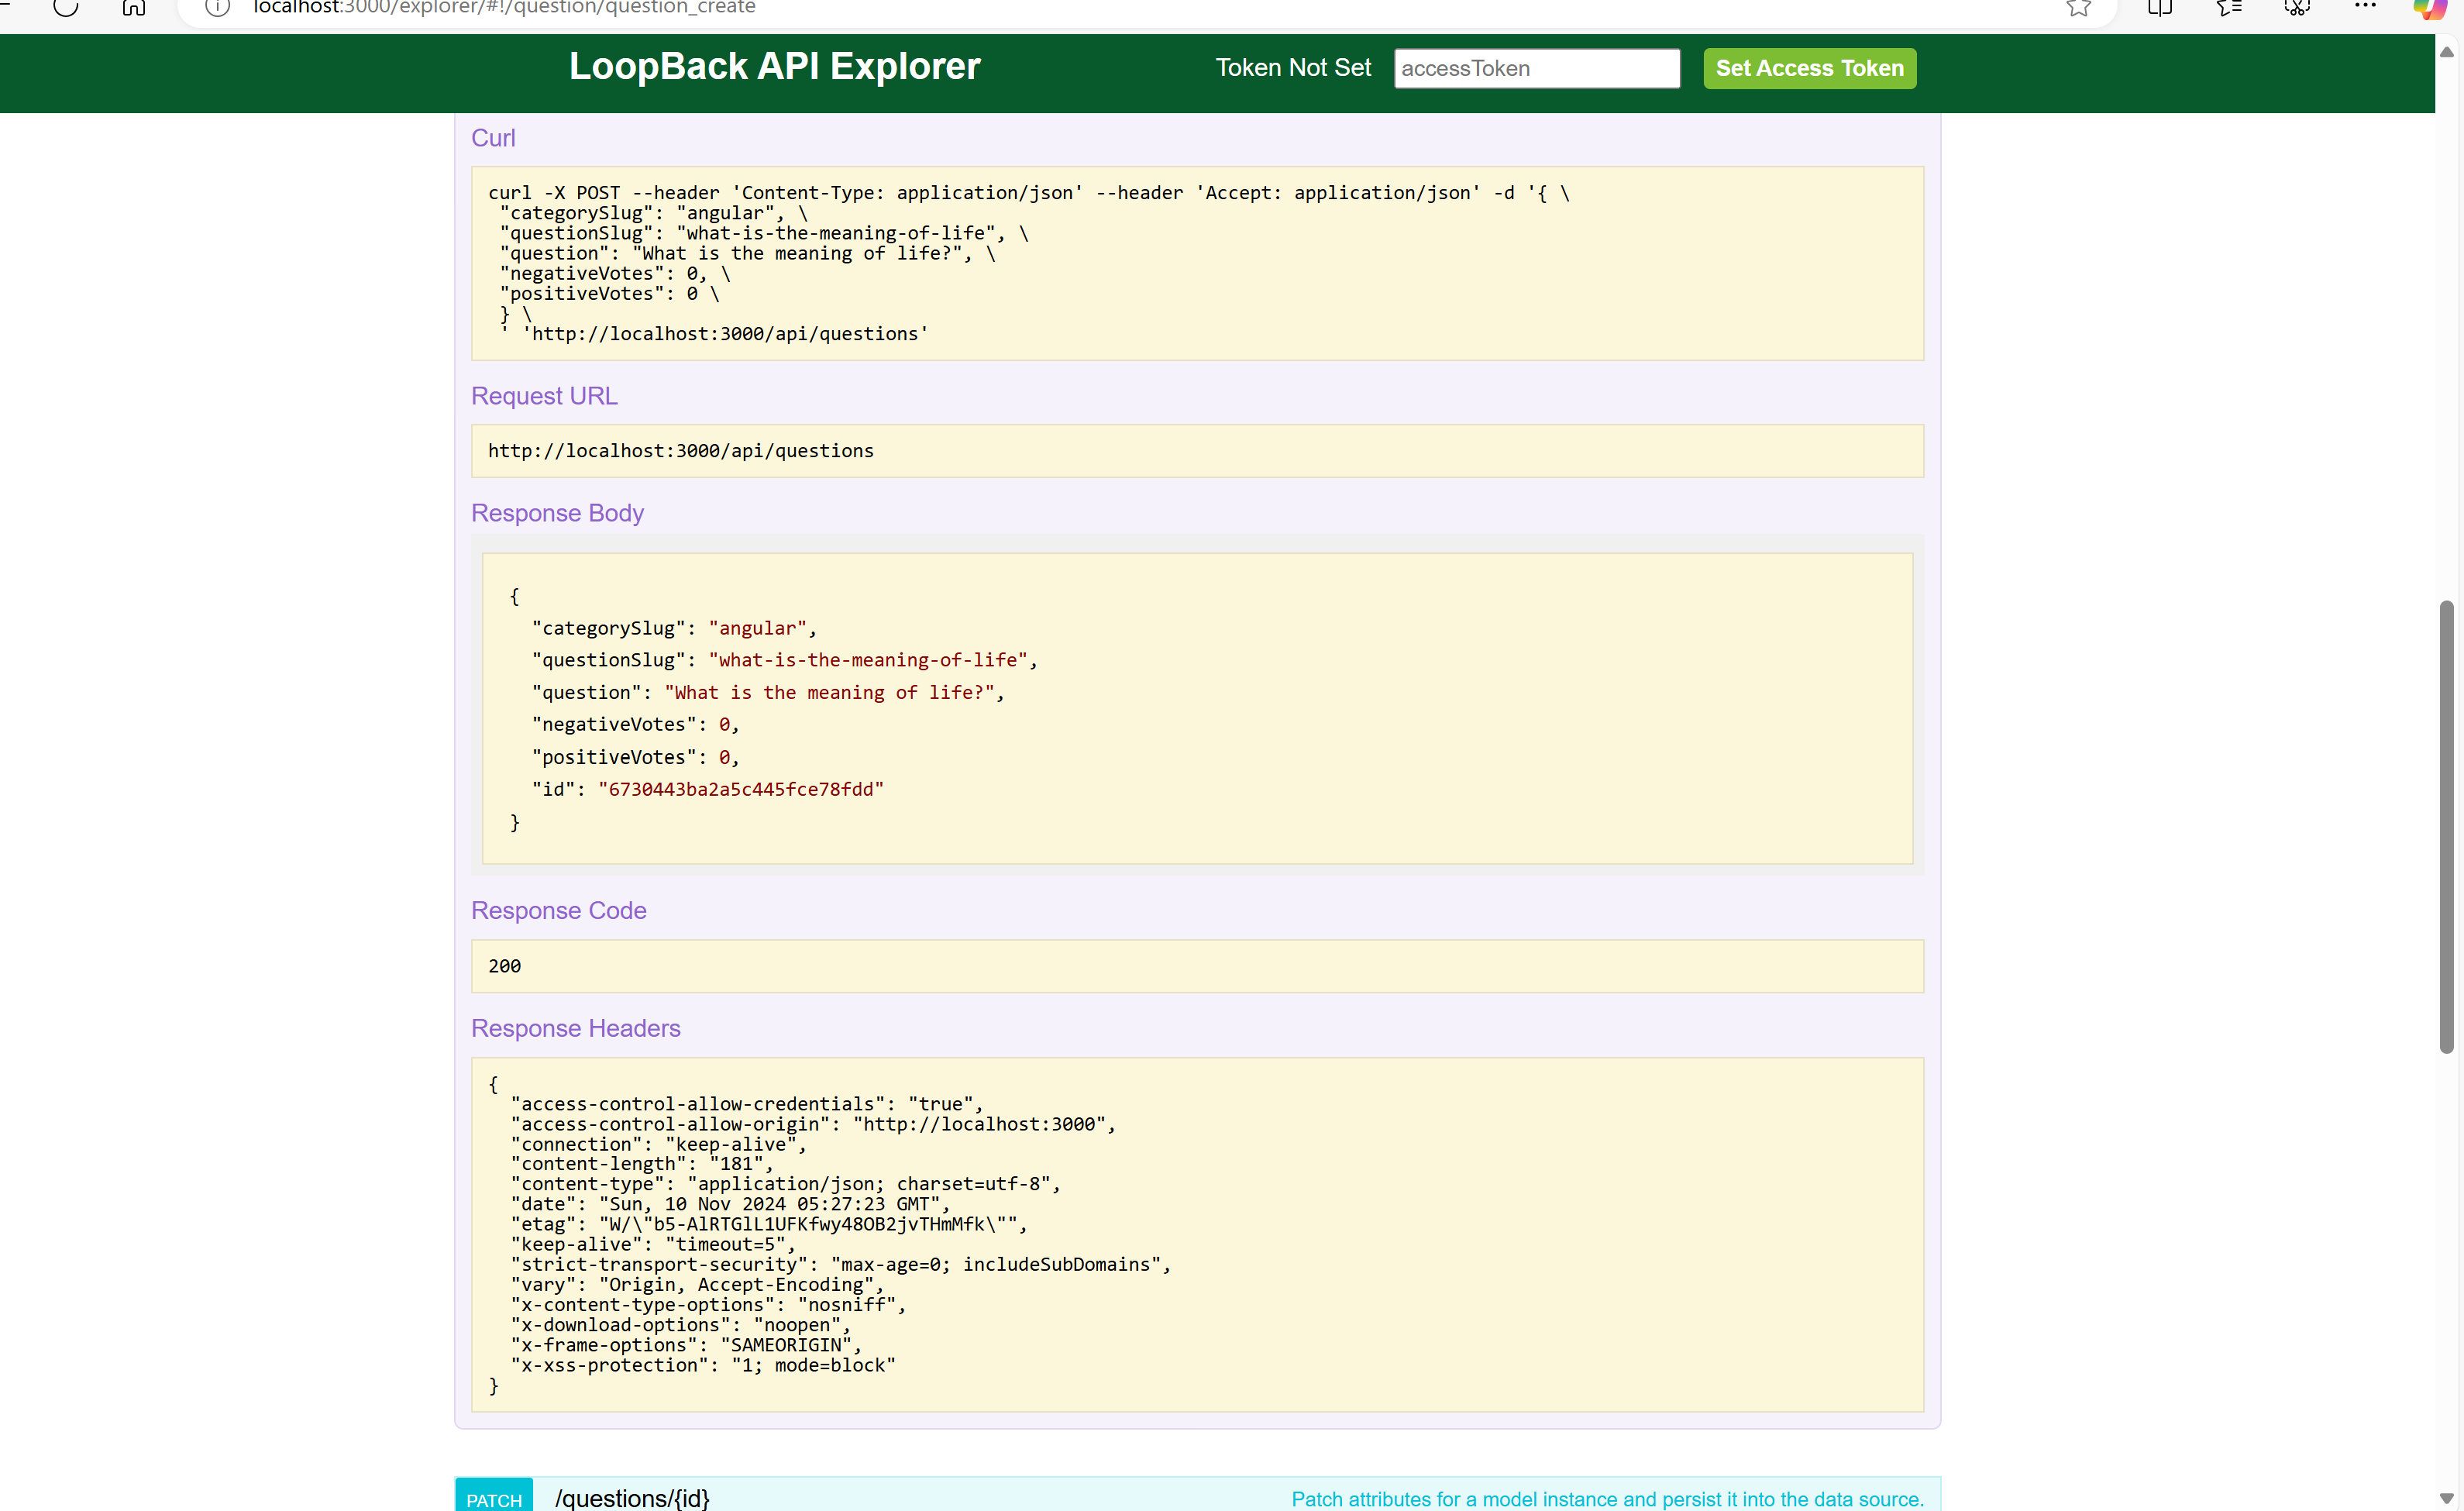 localhost:3000/explorer/#!/question/question_create
LoopBack API Explorer
Token Not Set
accessToken
Set Access Token
Curl
curl -X POST --header 'Content-Type: application/json' --header 'Accept: application/json' -d '{ \
"categorySlug": "angular", \
"questionSlug": "what-is-the-meaning-of-life", \
"question": "What is the meaning of life?", \
"negativeVotes": 0, \
"positiveVotes": 0 \
} \
' 'http://localhost:3000/api/questions'
Request URL
http://localhost:3000/api/questions
Response Body
{
"categorySlug": "angular",
"questionSlug": "what-is-the-meaning-of-life",
"question": "What is the meaning of life?",
"negativeVotes": 0,
"positiveVotes": 0,
"id": "6730443ba2a5c445fce78fdd"
}
Response Code
200
Response Headers
{
"access-control-allow-credentials": "true",
"access-control-allow-origin": "http://localhost:3000",
"connection": "keep-alive",
"content-length": "181",
"content-type": "application/json; charset=utf-8",
"date": "Sun, 10 Nov 2024 05:27:23 GMT",
"etag": "W/\"b5-AlRTGlL1UFKfwy48OB2jvTHmMfk\"",
"keep-alive": "timeout=5",
"strict-transport-security": "max-age=0; includeSubDomains",
"vary": "Origin, Accept-Encoding",
"x-content-type-options": "nosniff",
"x-download-options": "noopen",
"x-frame-options": "SAMEORIGIN",
"x-xss-protection": "1; mode=block"
}
PATCH
/questions/{id}
Patch attributes for a model instance and persist it into the data source.